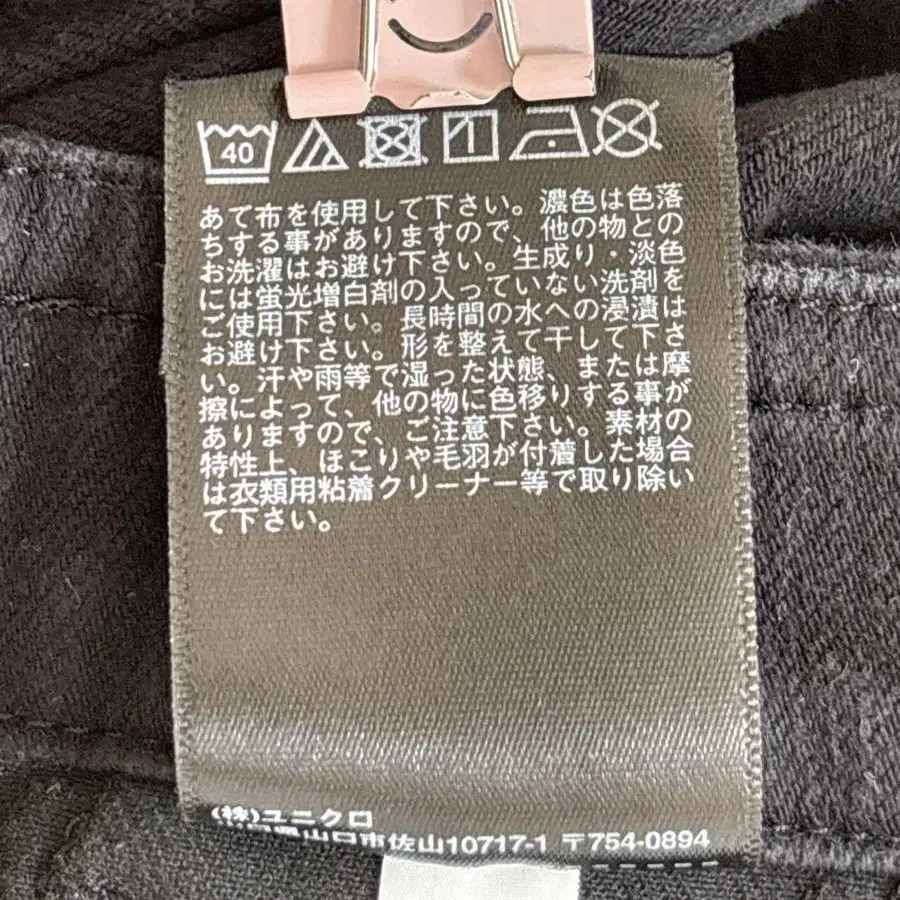 40
あて布を使用して下さい。濃色は色落
ちする事がありますので、他の物との
お洗濯はお避け下さい。生成り・淡色
には蛍光増白剤の入っていない洗剤を
ご使用下さい。長時間の水への浸漬は
お避け下さい。形を整えて干して下さ
い。汗や雨等で湿った状態、または摩
擦によって、他の物に色移りする事が
ありますので、ご注意下さい。素材の
特性上、ほこりや毛羽が付着した場合
は衣類用粘着クリーナー等で取り除い
て下さい。
(株)ユニクロ
山口市佐山10717-1 〒754-0894